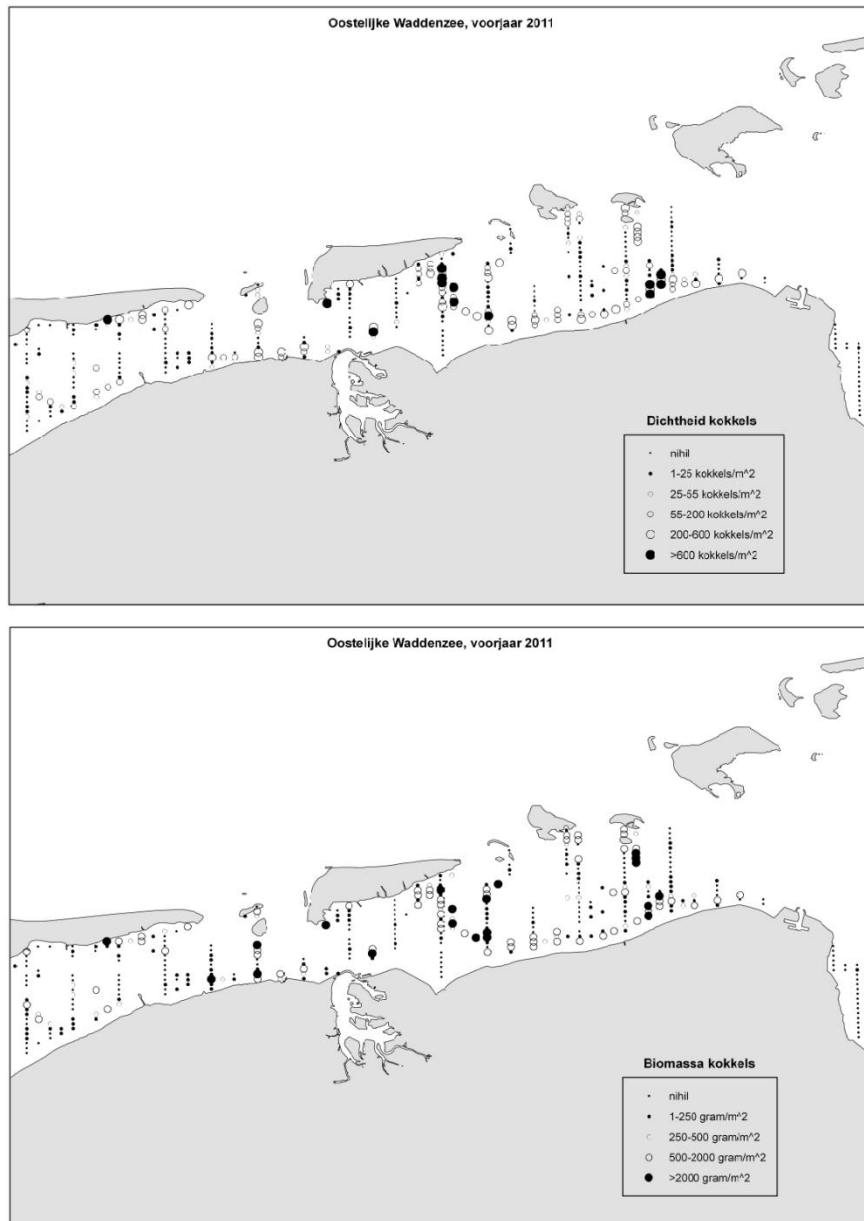 Oostelijke Waddenzee, voorjaar 2011
Dichtheid kokkels
nihil
1-25 kokkels/m^2
25-55 kokkels/m^2
55-200 kokkels/m^2
200-600 kokkels/m^2
>600 kokkels/m^2
Oostelijke Waddenzee, voorjaar 2011
Biomassa kokkels
nihil
1-250 gram/m^2
250-500 gram/m^2
500-2000 gram/m^2
>2000 gram/m^2